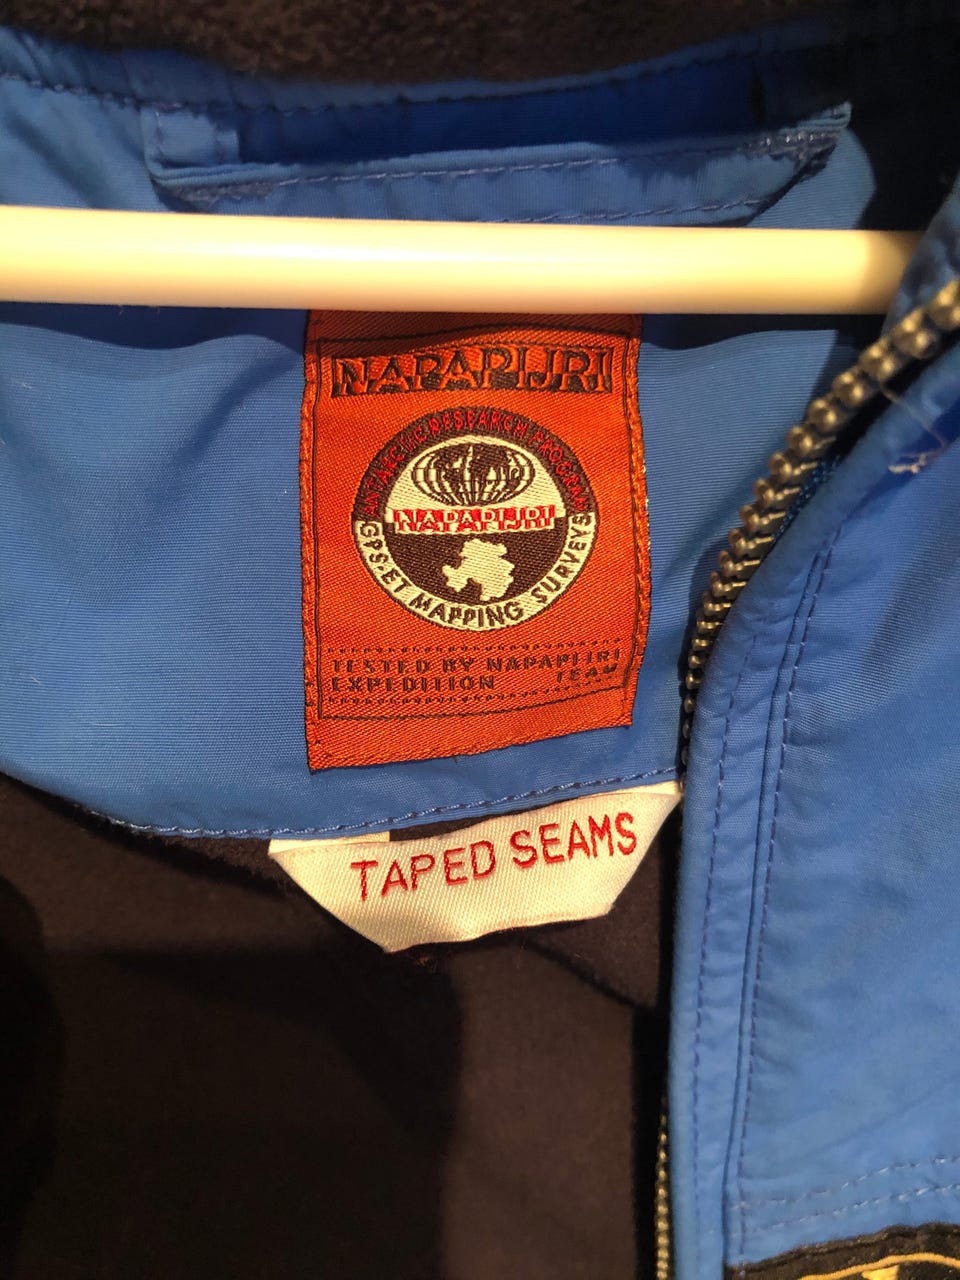 NAPAPIJRI
ANTARCTIC RESEARCH PROGRAM
NAPAPIJRI
GPS-ET MAPPING SURVEYS
TESTED BY NAPAPIJRI
EXPEDITION TEAM
TAPED SEAMS